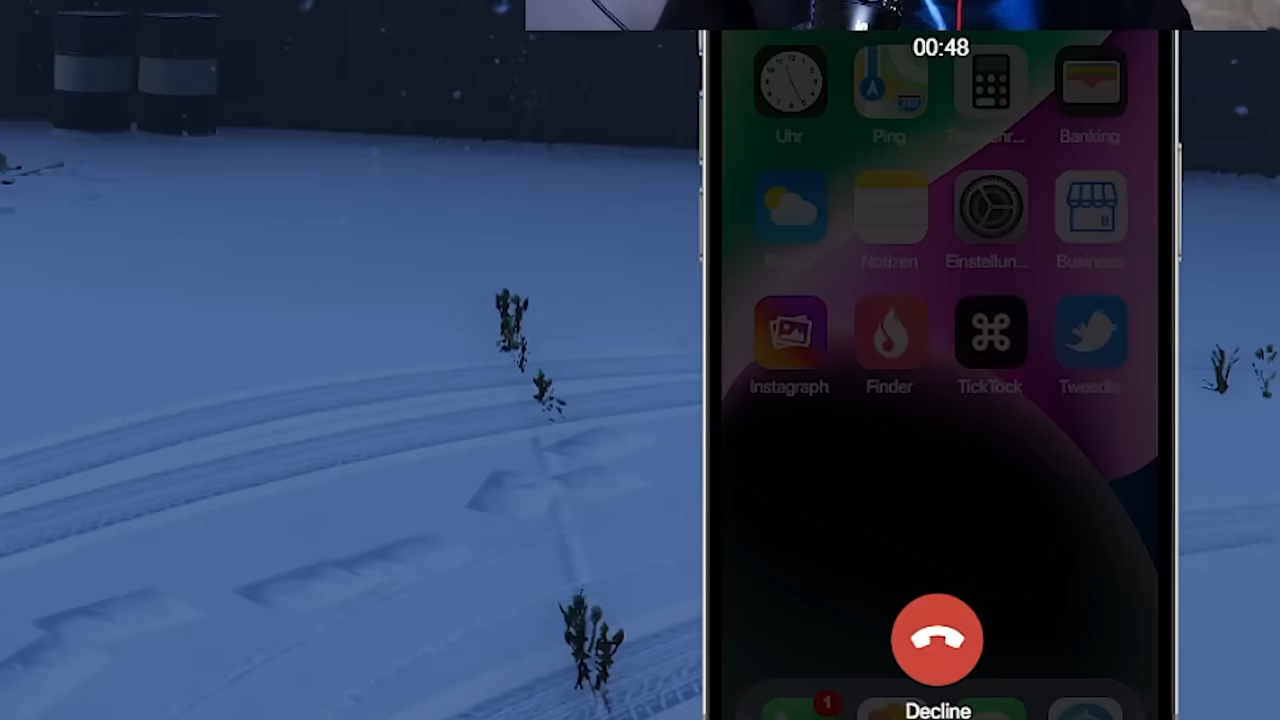 00:48
Uhr Ping Banking
Notizen Einstellun... Business
Instagraph Finder TickTock Tweedle
1
Decline